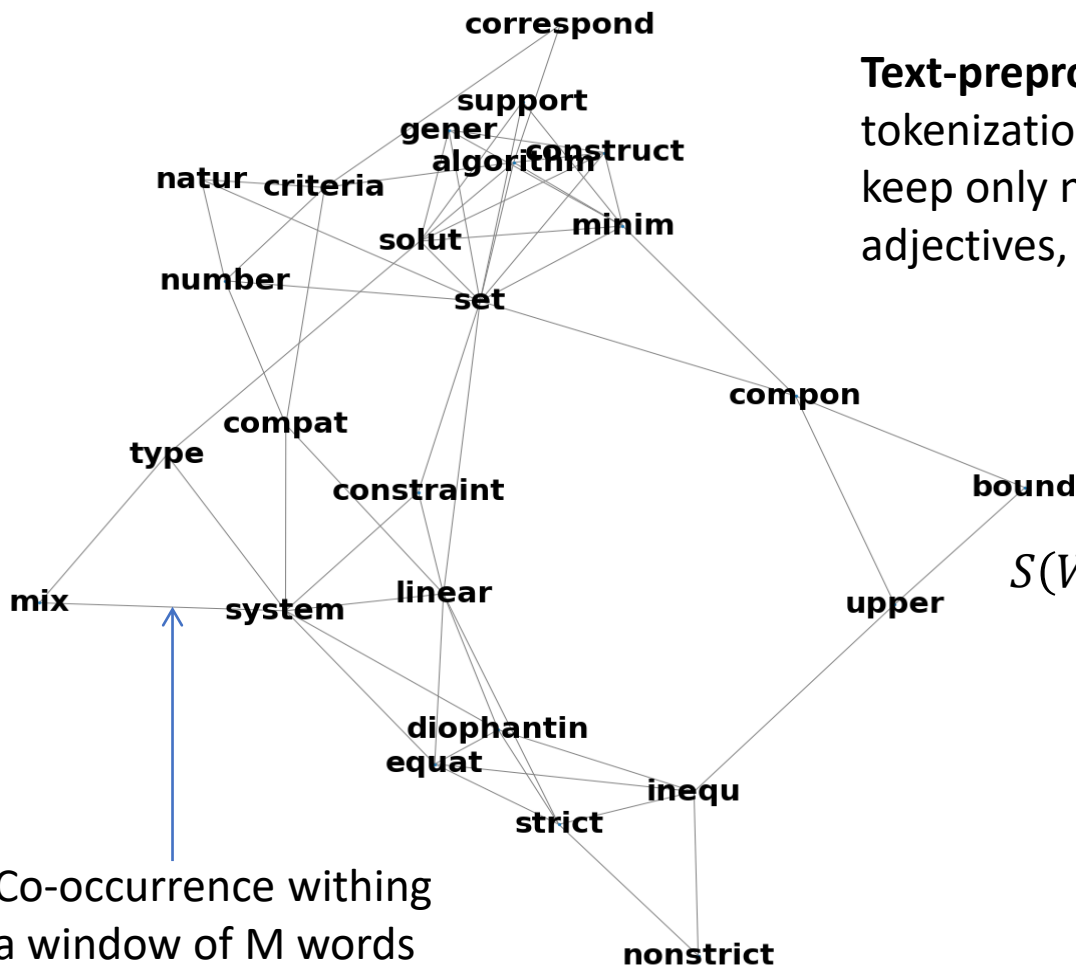 correspond
support
gener
construct
algorithm
natur
criteria
minim
solut
number
set
compon
compat
type
constraint
bound
linear
mix
system
upper
diophantin
equat
inequ
strict
nonstrict
Text-prepro
tokenizatio
keep only n
adjectives,
S(V
Co-occurrence withing
a window of M words